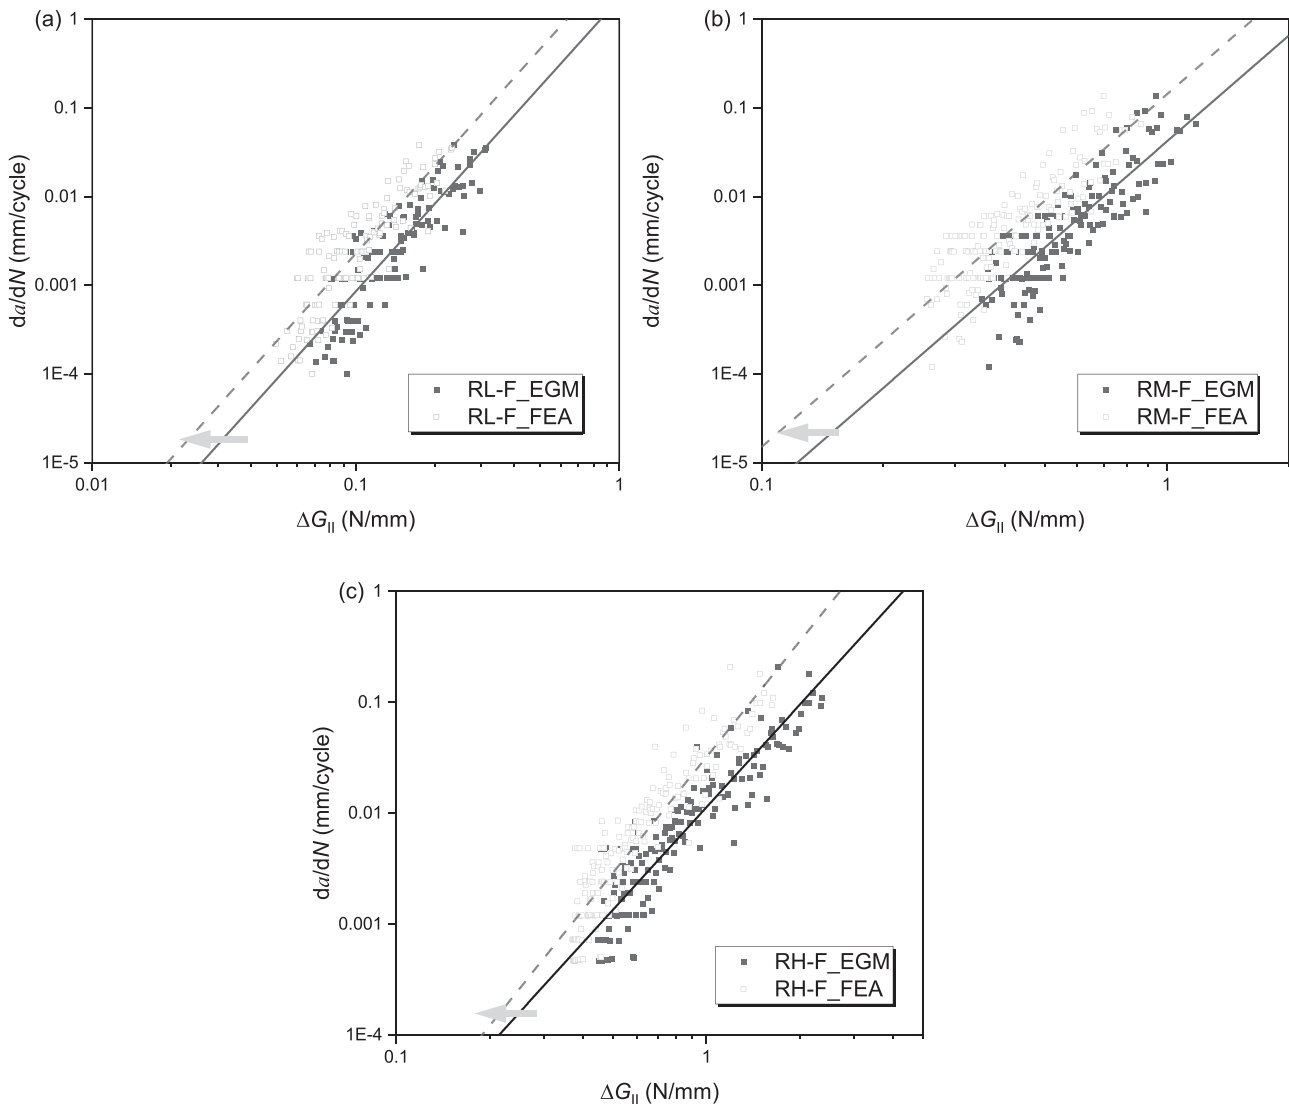 (a)
1
0.1
0.01
0.001
1E-4
1E-5
da/dN (mm/cycle)
RL-F_EGM
RL-F_FEA
0.01
0.1
1
ΔG_II (N/mm)
(b)
1
0.1
0.01
0.001
1E-4
1E-5
da/dN (mm/cycle)
RM-F_EGM
RM-F_FEA
0.1
1
ΔG_II (N/mm)
(c)
1
0.1
0.01
0.001
1E-4
da/dN (mm/cycle)
RH-F_EGM
RH-F_FEA
0.1
1
ΔG_II (N/mm)